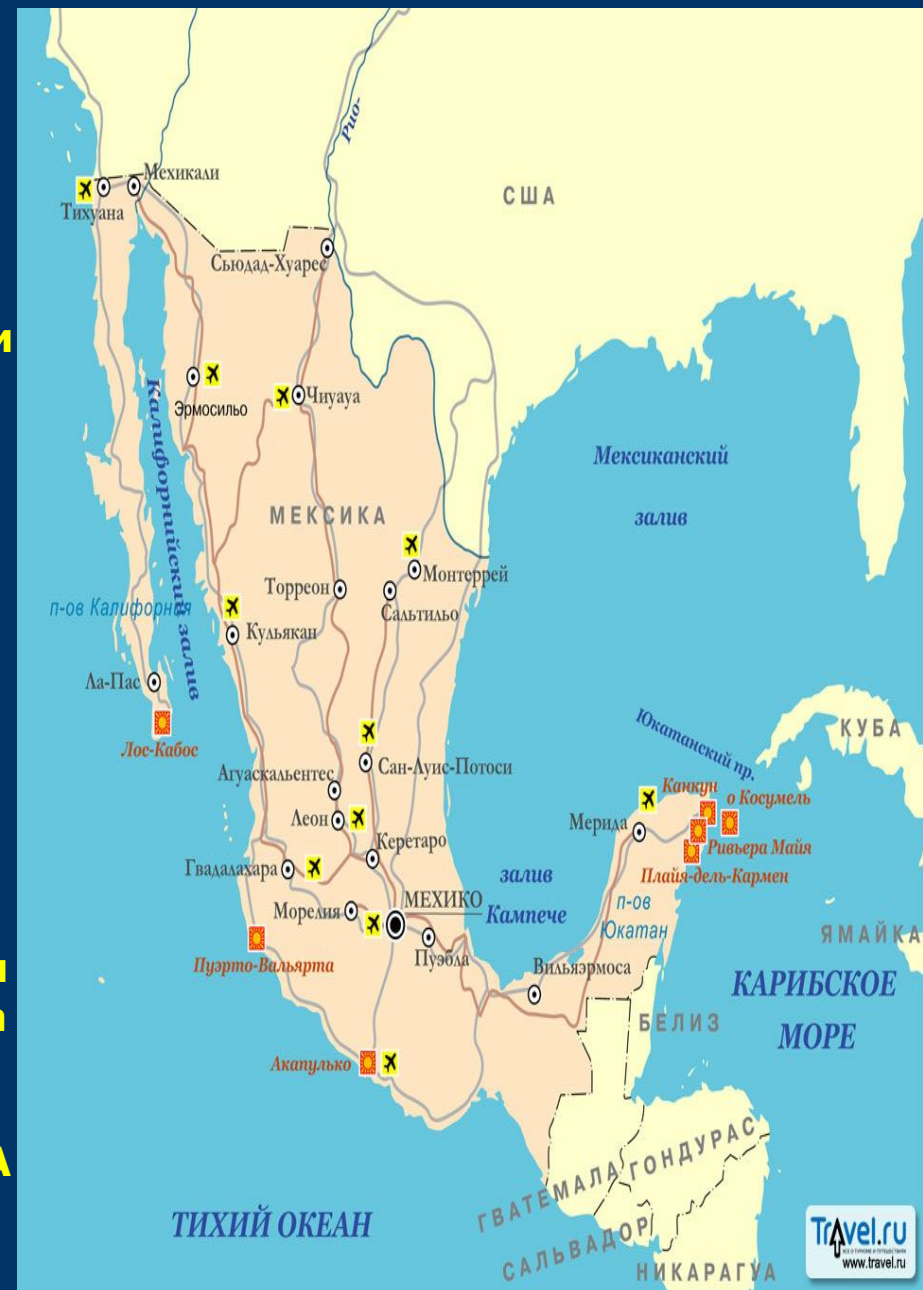 Рио-
США
Мехикали
Тихуана
Сьюдад-Хуарес
Эрмосильо
Чиуауа
Калифорнийский залив
Мексиканский
залив
МЕКСИКА
Монтеррей
Торреон
Сальтильо
п-ов Калифорния
Кульякан
Ла-Пас
Лос-Кабос
Юкатанский пр.
КУБА
Агуаскальентес
Сан-Луис-Потоси
Канкун
о Косумель
Леон
Мерида
Ривьера Майя
Керетаро
Плайя-дель-Кармен
Гвадалахара
залив
Кампече
МЕХИКО
п-ов
Юкатан
Морелия
Пуэбла
ЯМАЙКА
Пуэрто-Вальярта
Вильяэрмоса
КАРИБСКОЕ
МОРЕ
БЕЛИЗ
Акапулько
ГВАТЕМАЛА
ГОНДУРАС
ТИХИЙ ОКЕАН
САЛЬВАДОР
НИКАРАГУА
Travel.ru
www.travel.ru